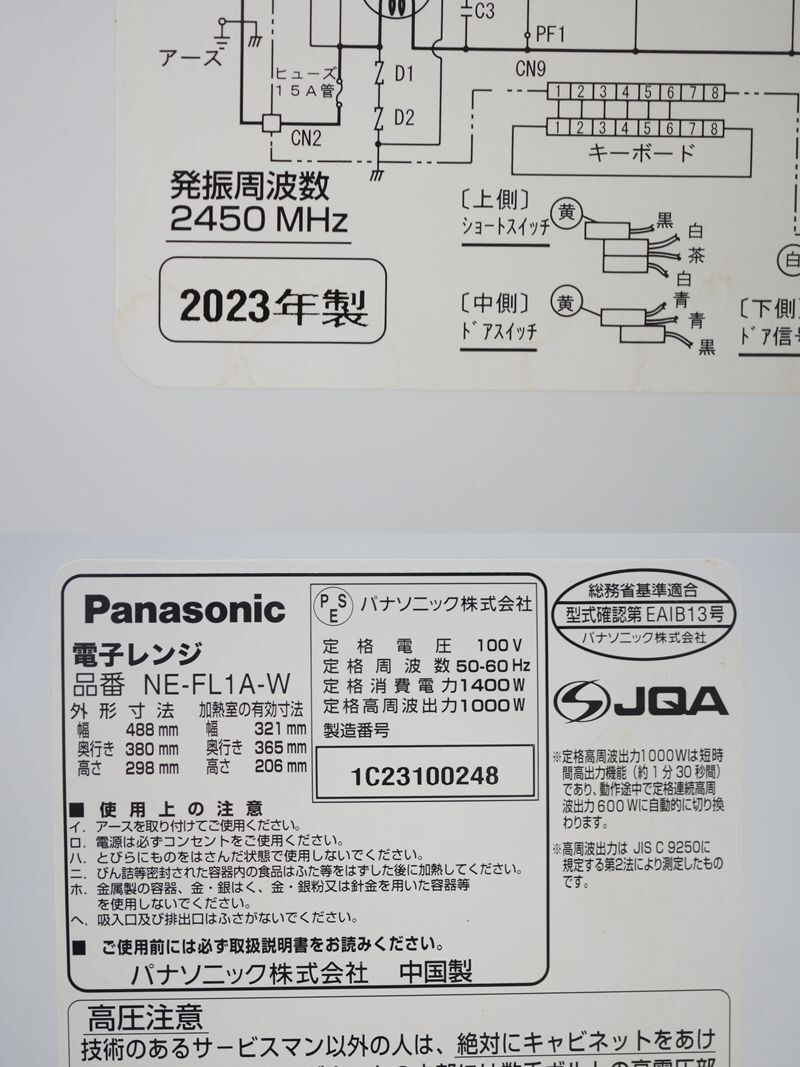 C3
PF1
アース
CN9
ヒューズ
15A管
D1
1 2 3 4 5 6 7 8
D2
CN2
1 2 3 4 5 6 7 8
キーボード
発振周波数
2450 MHz
〔上側〕
ショートスイッチ
黄
黒
白
茶
白
白
2023年製
〔中側〕
ドアスイッチ
黄
青
青
黒
〔下側〕
ドア信号
Panasonic
電子レンジ
品番 NE-FL1A-W
外形寸法 加熱室の有効寸法
幅 488 mm 幅 321 mm
奥行き 380 mm 奥行き 365 mm
高さ 298 mm 高さ 206 mm
PSE パナソニック株式会社
定格電圧 100V
定格周波数 50-60 Hz
定格消費電力 1400 W
定格高周波出力 1000 W
製造番号
1C23100248
■ 使用上の注意
イ. アースを取り付けてご使用ください。
ロ. 電源は必ずコンセントをご使用ください。
ハ. とびらにものをはさんだ状態で使用しないでください。
ニ. びん詰等密封された容器内の食品はふた等をはずした後に加熱してください。
ホ. 金属製の容器、金・銀はく、金・銀粉又は針金を用いた容器等
を使用しないでください。
ヘ. 吸入口及び排出口はふさがないでください。
■ ご使用前には必ず取扱説明書をお読みください。
パナソニック株式会社 中国製
総務省基準適合
型式確認第 EAIB13号
パナソニック株式会社
JQA
※定格高周波出力1000Wは短時
間高出力機能（約1分30秒間）
であり、動作途中で定格連続高周
波出力600Wに自動的に切り換
わります。
※高周波出力は JIS C 9250に
規定する第2法により測定したもの
です。
高圧注意
技術のあるサービスマン以外の人は、絶対にキャビネットをあけ